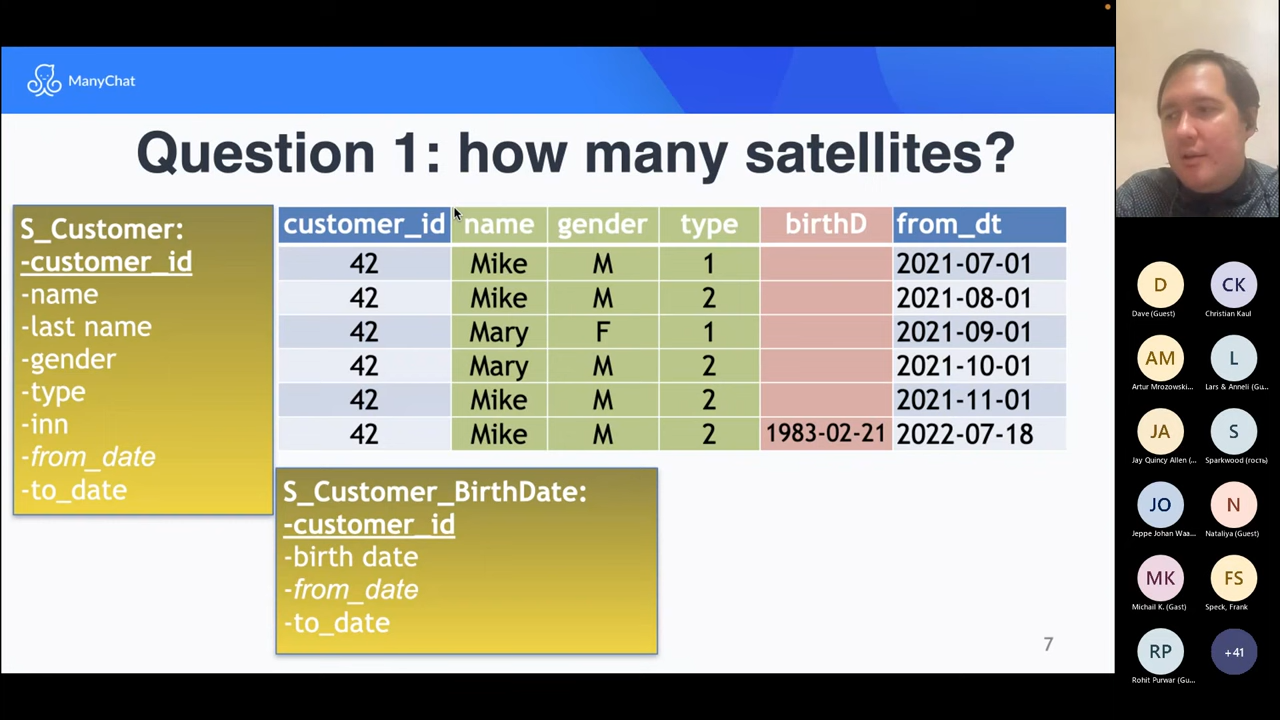 ManyChat
Question 1: how many satellites?
S_Customer:
-customer_id
-name
-last name
-gender
-type
-inn
-from_date
-to_date
customer_id name gender type birthD from_dt
42 Mike M 1 2021-07-01
42 Mike M 2 2021-08-01
42 Mary F 1 2021-09-01
42 Mary M 2 2021-10-01
42 Mike M 2 2021-11-01
42 Mike M 2 1983-02-21 2022-07-18
S_Customer_BirthDate:
-customer_id
-birth date
-from_date
-to_date
7
D CK
Dave (Guest) Christian Kaul
AM L
Artur Mrozowski... Lars & Anneli (Gu...
JA S
Jay Quincy Allen (... Sparkwood (гость)
JO N
Jeppe Johan Waa... Nataliya (Guest)
MK FS
Michail K. (Gast) Speck, Frank
RP +41
Rohit Purwar (Gu...